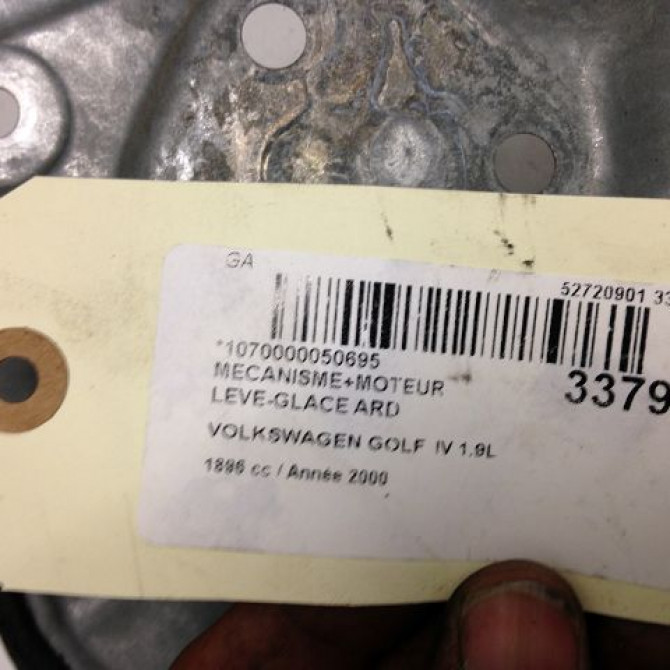 GA
52720901 33
*1070000050695
MECANISME+MOTEUR
3379
LEVE-GLACE ARD
VOLKSWAGEN GOLF IV 1.9L
1896 cc / Année 2000